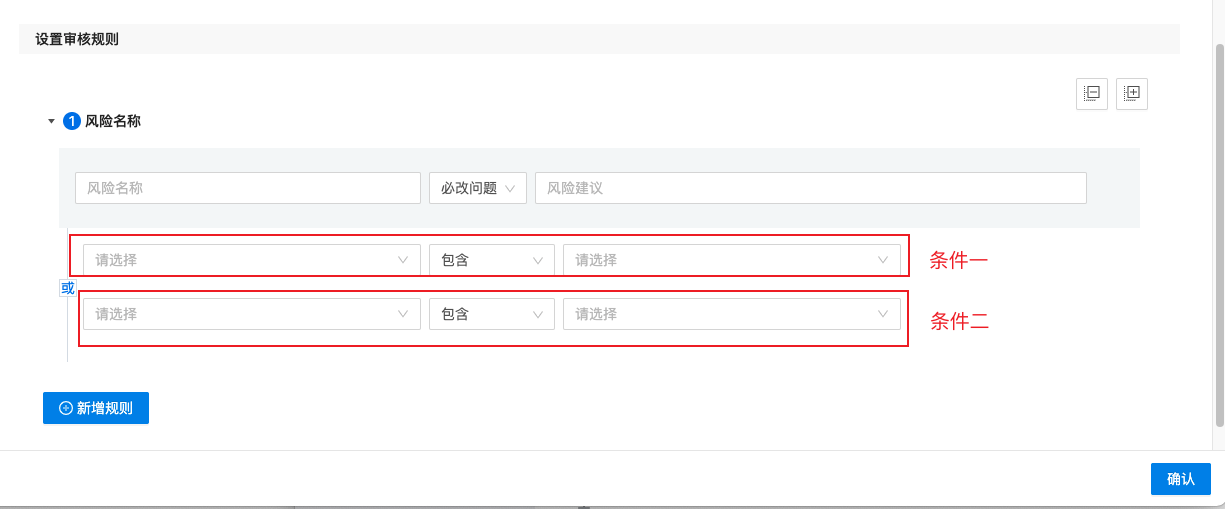 设置审核规则
1 风险名称
风险名称 必改问题 风险建议
请选择 包含 请选择 条件一
或
请选择 包含 请选择 条件二
新增规则
确认